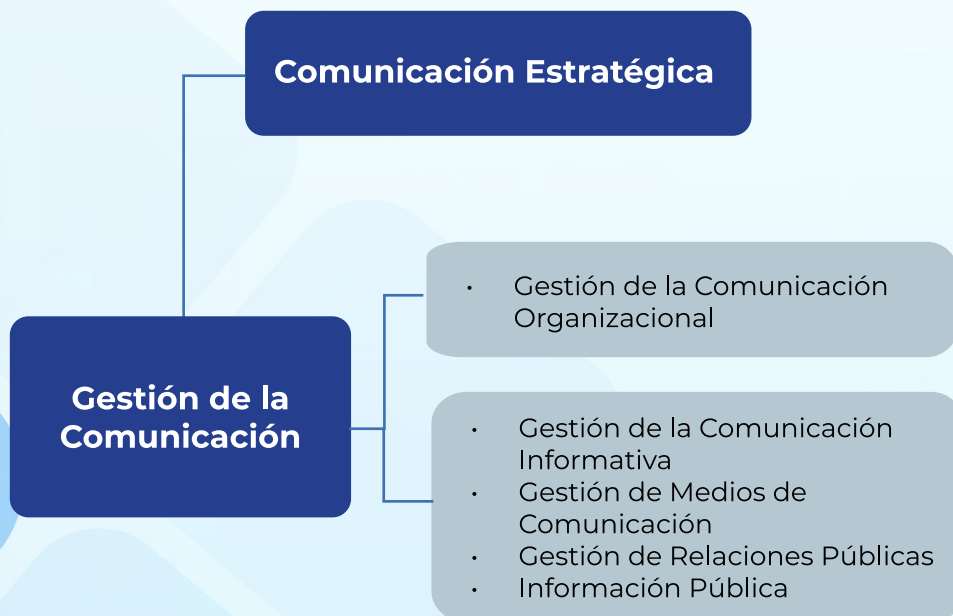 Comunicación Estratégica
• Gestión de la Comunicación
Organizacional
Gestión de la
Comunicación
• Gestión de la Comunicación
Informativa
• Gestión de Medios de
Comunicación
• Gestión de Relaciones Públicas
• Información Pública